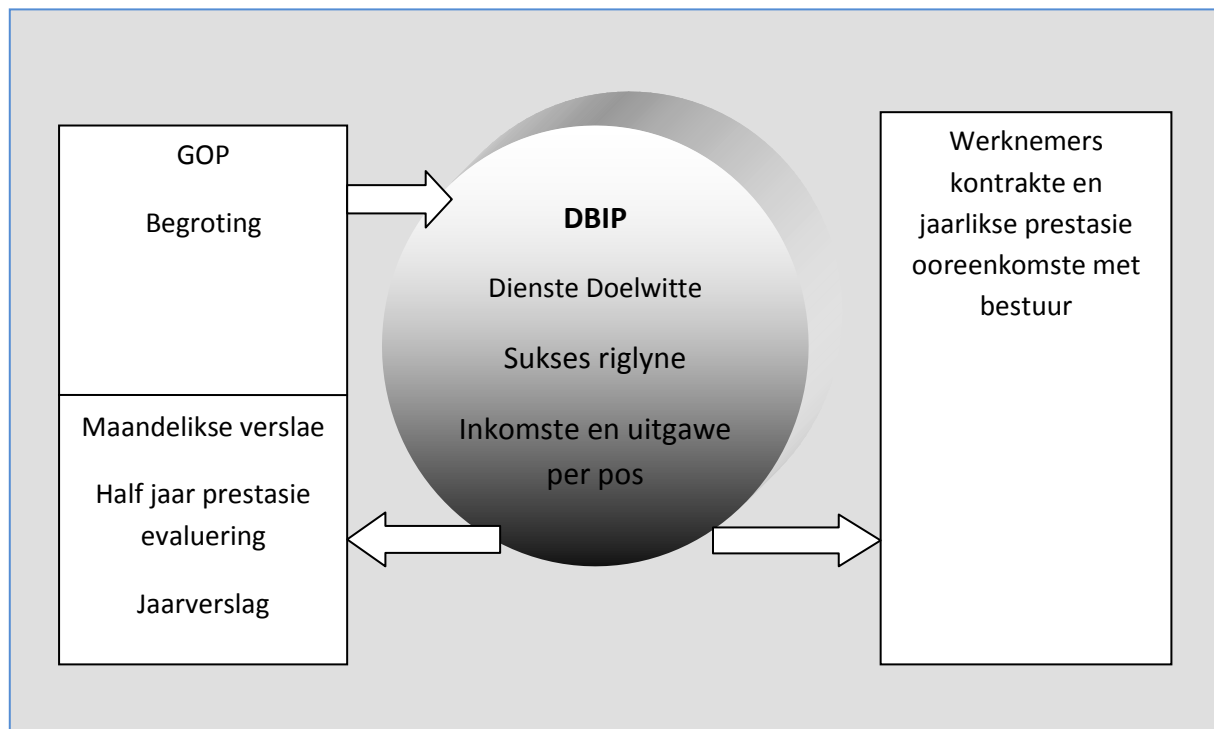 GOP
Begroting
Maandelikse verslae
Half jaar prestasie
evaluering
Jaarverslag
DBIP
Dienste Doelwitte
Sukses riglyne
Inkomste en uitgawe
per pos
Werknemers
kontrakte en
jaarlikse prestasie
ooreenkomste met
bestuur